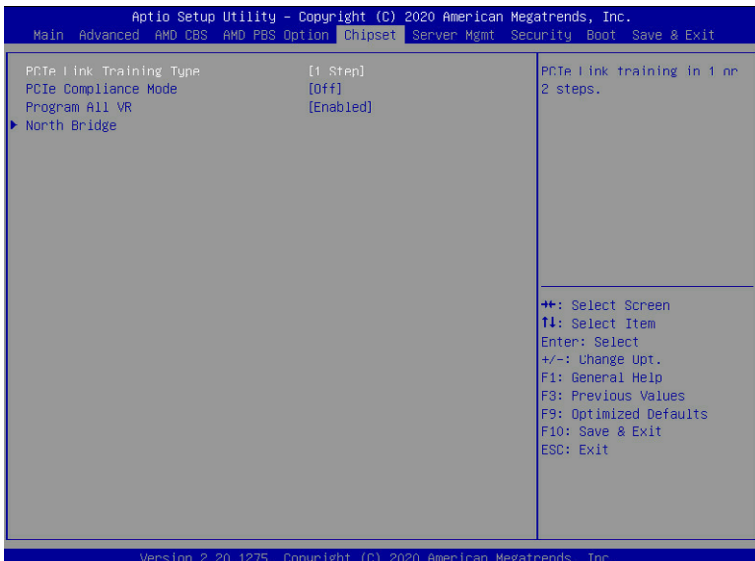 Aptio Setup Utility – Copyright (C) 2020 American Megatrends, Inc.
Main Advanced AMD CBS AMD PBS Option Chipset Server Mgmt Security Boot Save & Exit
PCIe Link Training Type [1 Step]
PCIe Compliance Mode [Off]
Program All VR [Enabled]
North Bridge
PCIe Link training in 1 or
2 steps.
→←: Select Screen
↑↓: Select Item
Enter: Select
+/-: Change Opt.
F1: General Help
F3: Previous Values
F9: Optimized Defaults
F10: Save & Exit
ESC: Exit
Version 2.20.1275. Copyright (C) 2020 American Megatrends, Inc.